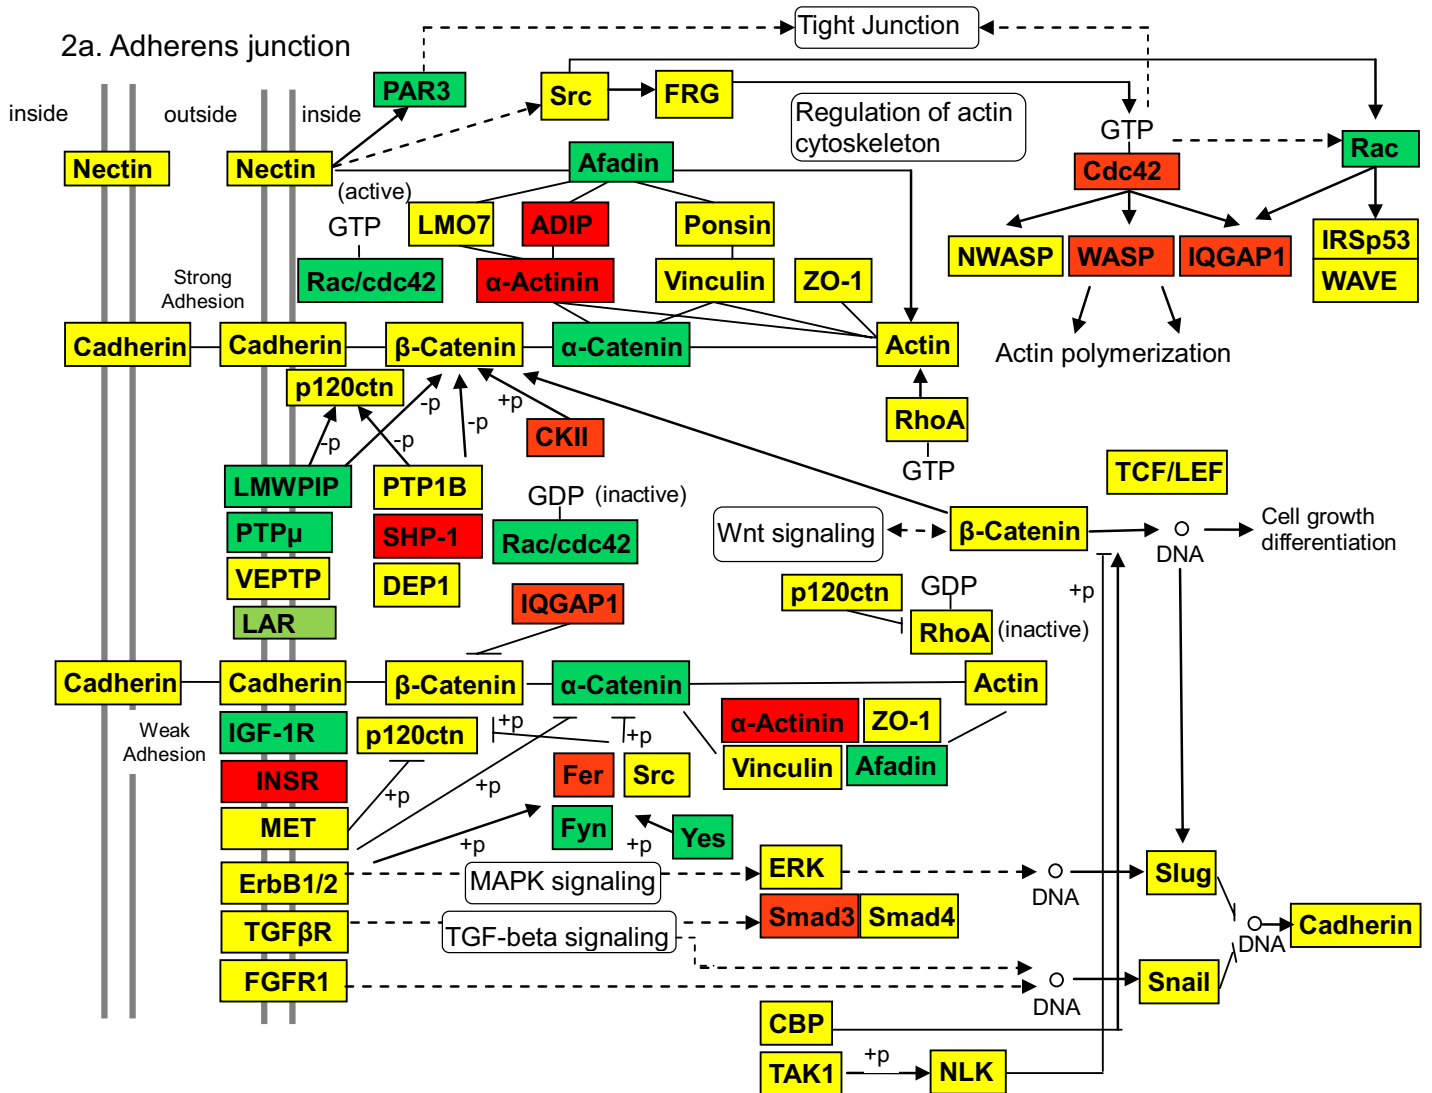 2a. Adherens junction
Tight Junction
PAR3
Src
FRG
inside
outside
inside
Regulation of actin
cytoskeleton
GTP
Rac
Nectin
Nectin
Afadin
Cdc42
(active)
GTP
LMO7
ADIP
Ponsin
NWASP
WASP
IQGAP1
IRSp53
WAVE
Strong
Adhesion
Rac/cdc42
α-Actinin
Vinculin
ZO-1
Cadherin
Cadherin
β-Catenin
α-Catenin
Actin
Actin polymerization
p120ctn
-p
+p
-p
-p
-p
CKII
RhoA
GTP
TCF/LEF
LMWPIP
PTP1B
GDP
(inactive)
PTPμ
SHP-1
Rac/cdc42
Wnt signaling
β-Catenin
DNA
Cell growth
differentiation
VEPTP
DEP1
IQGAP1
p120ctn
GDP
+p
LAR
RhoA
(inactive)
Cadherin
Cadherin
β-Catenin
α-Catenin
Actin
Weak
Adhesion
IGF-1R
p120ctn
+p
+p
α-Actinin
ZO-1
INSR
Fer
Src
Vinculin
Afadin
+p
+p
MET
Fyn
Yes
+p
+p
ErbB1/2
MAPK signaling
ERK
DNA
Slug
TGFβR
TGF-beta signaling
Smad3
Smad4
DNA
Cadherin
FGFR1
DNA
Snail
CBP
TAK1
+p
NLK